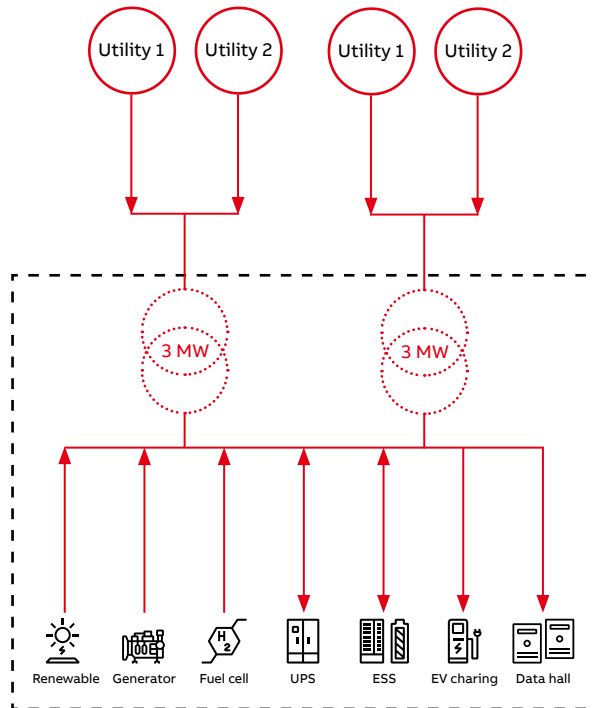 Utility 1
Utility 2
Utility 1
Utility 2
3 MW
3 MW
H
2
Renewable
Generator
Fuel cell
UPS
ESS
EV charing
Data hall